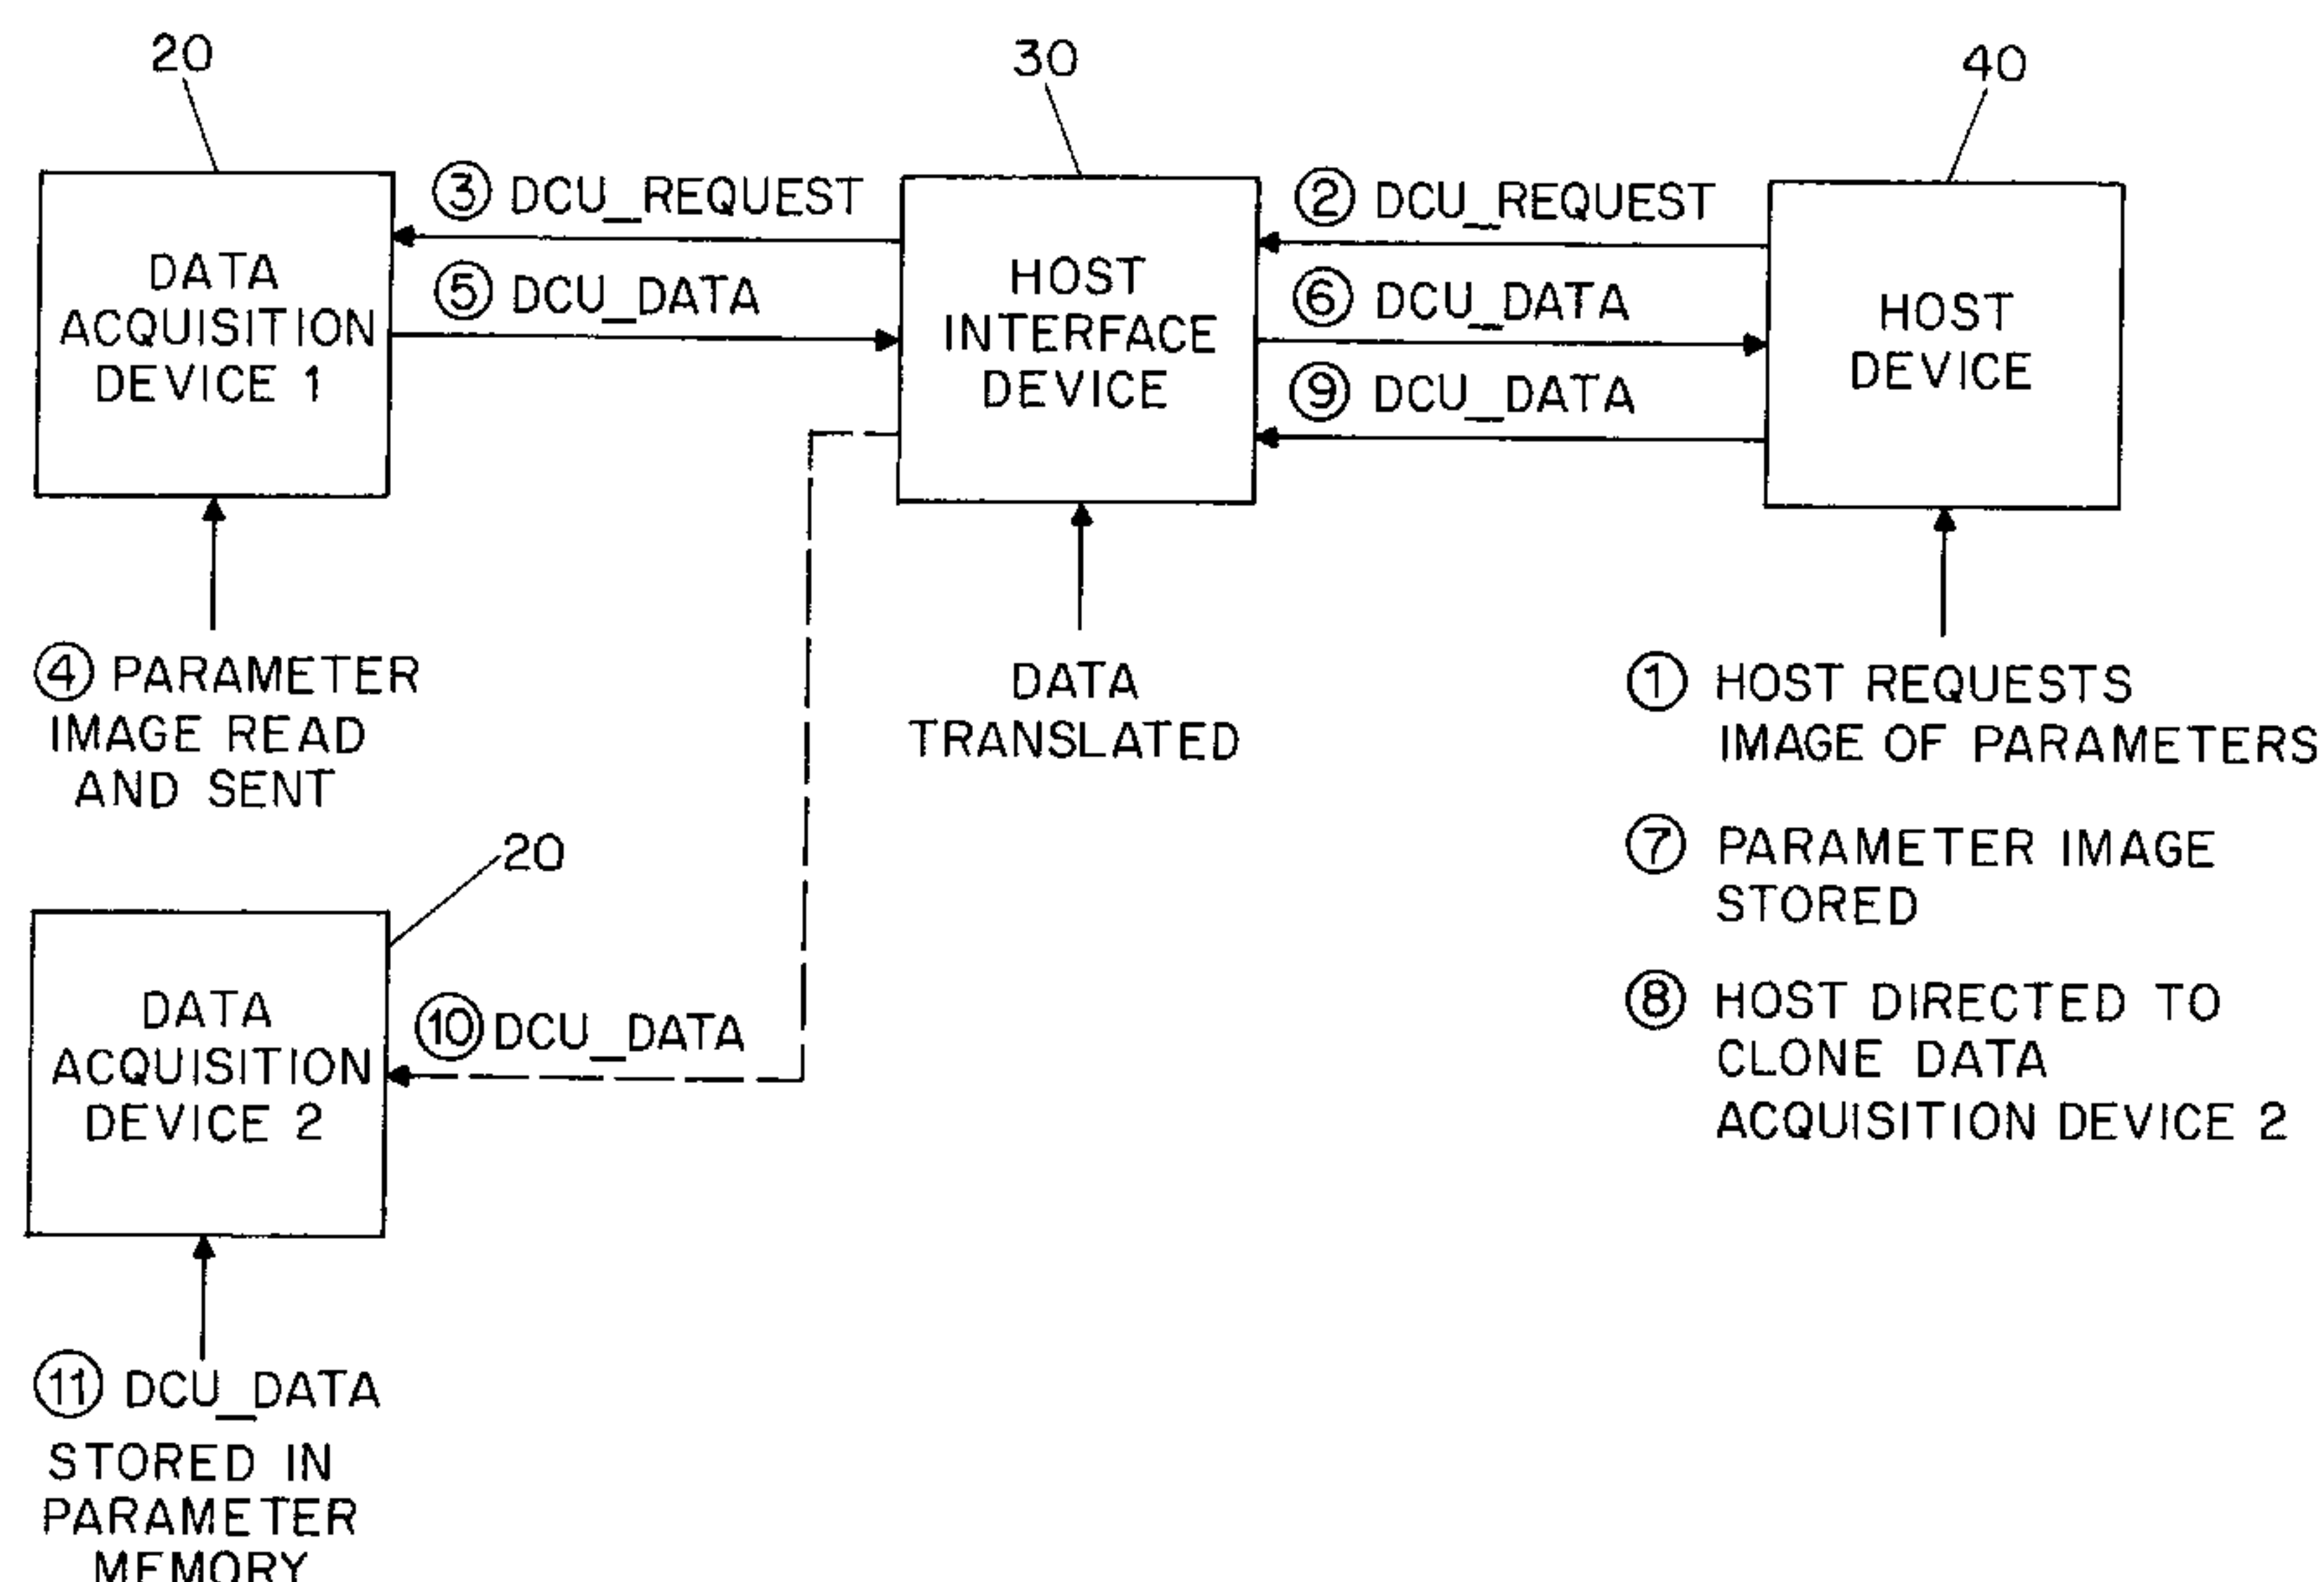 20
30
40
③ DCU_REQUEST
② DCU_REQUEST
DATA
ACQUISITION
DEVICE 1
⑤ DCU_DATA
HOST
INTERFACE
DEVICE
⑥ DCU_DATA
⑨ DCU_DATA
HOST
DEVICE
④ PARAMETER
IMAGE READ
AND SENT
DATA
TRANSLATED
① HOST REQUESTS
IMAGE OF PARAMETERS
⑦ PARAMETER IMAGE
STORED
⑧ HOST DIRECTED TO
CLONE DATA
ACQUISITION DEVICE 2
20
DATA
ACQUISITION
DEVICE 2
⑩ DCU_DATA
⑪ DCU_DATA
STORED IN
PARAMETER
MEMORY